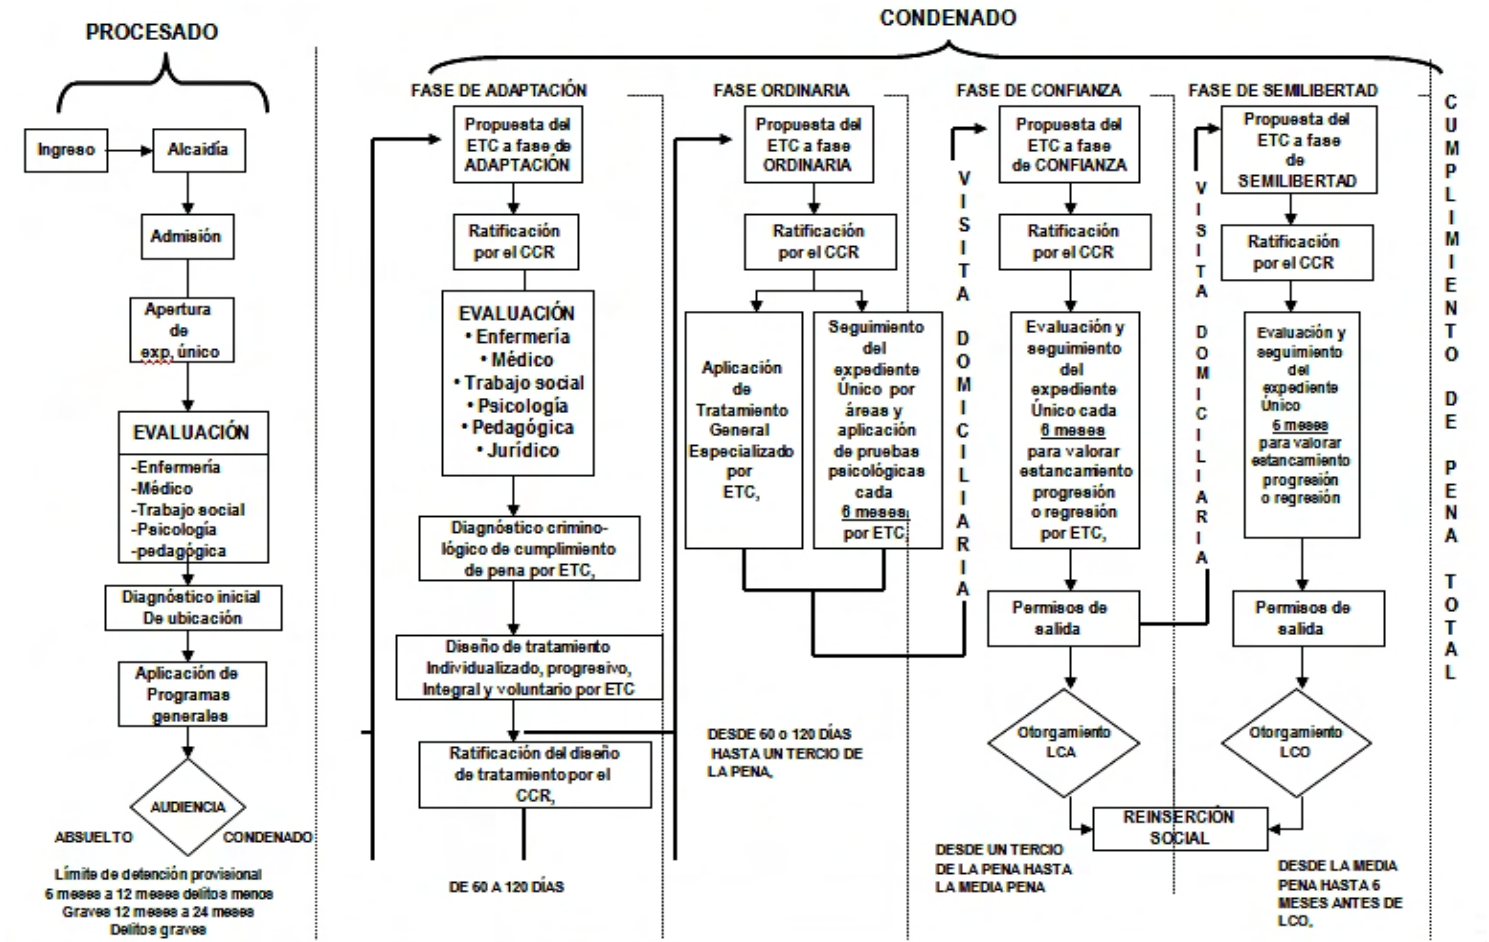 PROCESADO
Ingreso
Alcaidía
Admisión
Apertura
de
exp, único
EVALUACIÓN
-Enfermería
-Médico
-Trabajo social
-Psicología
-pedagógica
Diagnóstico inicial
De ubicación
Aplicación de
Programas
generales
AUDIENCIA
ABSUELTO
CONDENADO
Límite de detención provisional
6 meses a 12 meses delitos menos
Graves 12 meses a 24 meses
Delitos graves
CONDENADO
FASE DE ADAPTACIÓN
Propuesta del
ETC a fase de
ADAPTACIÓN
Ratificación
por el CCR
EVALUACIÓN
• Enfermería
• Médico
• Trabajo social
• Psicología
• Pedagógica
• Jurídico
Diagnóstico crimino-
lógico de cumplimiento
de pena por ETC,
Diseño de tratamiento
Individualizado, progresivo,
Integral y voluntario por ETC
Ratificación del diseño
de tratamiento por el
CCR,
DE 60 A 120 DÍAS
FASE ORDINARIA
Propuesta del
ETC a fase
ORDINARIA
Ratificación
por el CCR
Aplicación
de
Tratamiento
General
Especializado
por
ETC,
Seguimiento
del
expediente
Único por
áreas y
aplicación
de pruebas
psicológicas
cada
6 meses,
por ETC,
DESDE 60 o 120 DÍAS
HASTA UN TERCIO DE
LA PENA,
VISITA DOMICILIARIA
FASE DE CONFIANZA
Propuesta del
ETC a fase
de CONFIANZA
Ratificación
por el CCR
Evaluación y
seguimiento
del
expediente
Único cada
6 meses
para valorar
estancamiento
progresión
o regresión
por ETC,
Permisos de
salida
Otorgamiento
LCA
DESDE UN TERCIO
DE LA PENA HASTA
LA MEDIA PENA
VISITA DOMICILIARIA
FASE DE SEMILIBERTAD
Propuesta del
ETC a fase
de
SEMILIBERTAD
Ratificación
por el CCR
Evaluación y
seguimiento
del
expediente
Único
6 meses
para valorar
estancamiento
progresión
o regresión
Permisos de
salida
Otorgamiento
LCO
REINSERCIÓN
SOCIAL
DESDE LA MEDIA
PENA HASTA 6
MESES ANTES DE
LCO,
CUMPLIMIENTO DE PENA TOTAL